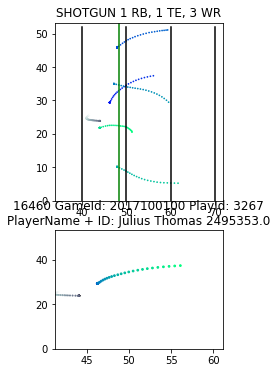 SHOTGUN 1 RB, 1 TE, 3 WR
50
40
30
20
10
0
40 50 60 70
16460 GameId: 2017100100 PlayId: 3267
PlayerName + ID: Julius Thomas 2495353.0
40
20
0
45 50 55 60